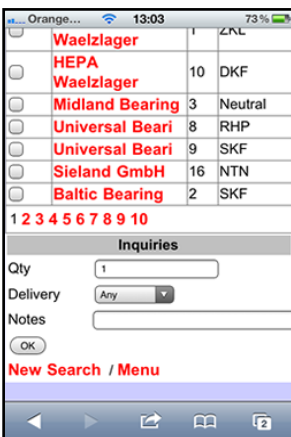 Orange... 13:03 73 %
Waelzlager 1 ZKL
HEPA
Waelzlager 10 DKF
Midland Bearing 3 Neutral
Universal Beari 8 RHP
Universal Beari 9 SKF
Sieland GmbH 16 NTN
Baltic Bearing 2 SKF
1 2 3 4 5 6 7 8 9 10
Inquiries
Qty 1
Delivery Any
Notes
OK
New Search / Menu
2